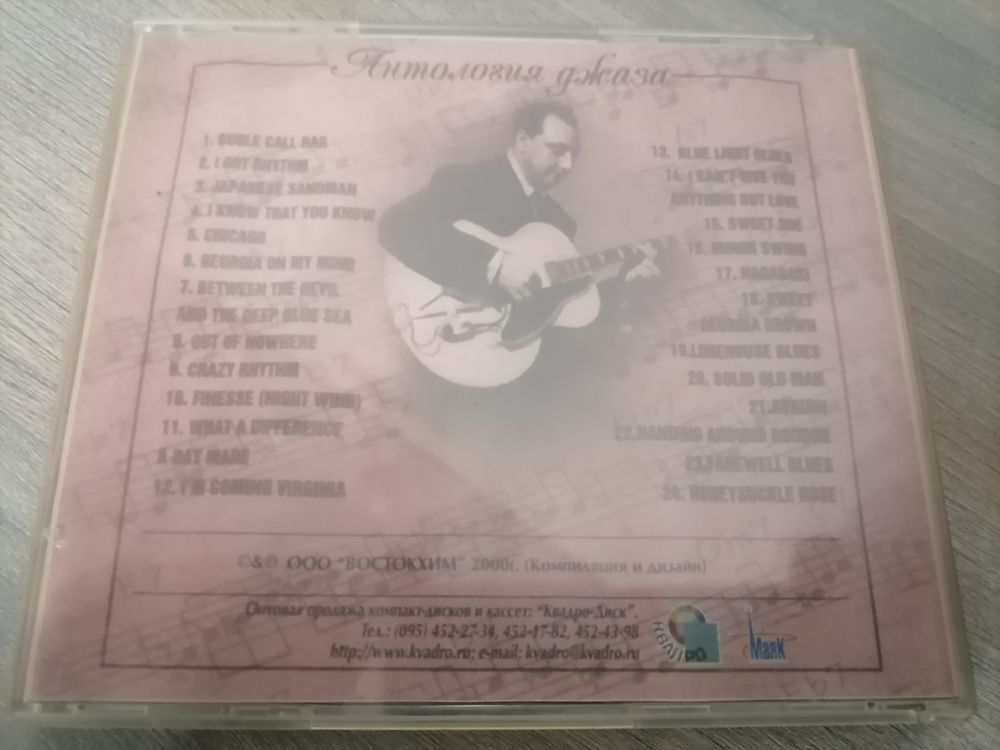 Антология джаза
1. BUGLE CALL RAG
2. I GOT RHYTHM
3. JAPANESE SANDMAN
4. I KNOW THAT YOU KNOW
5. CHICAGO
6. GEORGIA ON MY MIND
7. BETWEEN THE DEVIL
AND THE DEEP BLUE SEA
8. OUT OF NOWHERE
9. CRAZY RHYTHM
10. FINESSE (NIGHT WIND)
11. WHAT A DIFFERENCE
A DAY MADE
12. I'M COMING VIRGINIA
13. BLUE LIGHT BLUES
14. I CAN'T GIVE YOU
ANYTHING BUT LOVE
15. SWEET SUE
16. MINOR SWING
17. NAGASAKI
18. SWEET
GEORGIA BROWN
19.LIMEHOUSE BLUES
20. SOLID OLD MAN
21.AVALON
22.HANDING AROUND BOUDON
23.FAREWELL BLUES
24. HONEYSUCKLE ROSE
©&℗ ООО "ВОСТОКХИМ" 2000г. (Компиляция и дизайн)
Оптовая продажа компакт-дисков и кассет: "Квадро-Диск".
Тел.: (095) 452-27-38, 452-17-82, 452-43-98
http://www.kvadro.ru; e-mail: kvadro@kvadro.ru
КВАДРО
Маяк